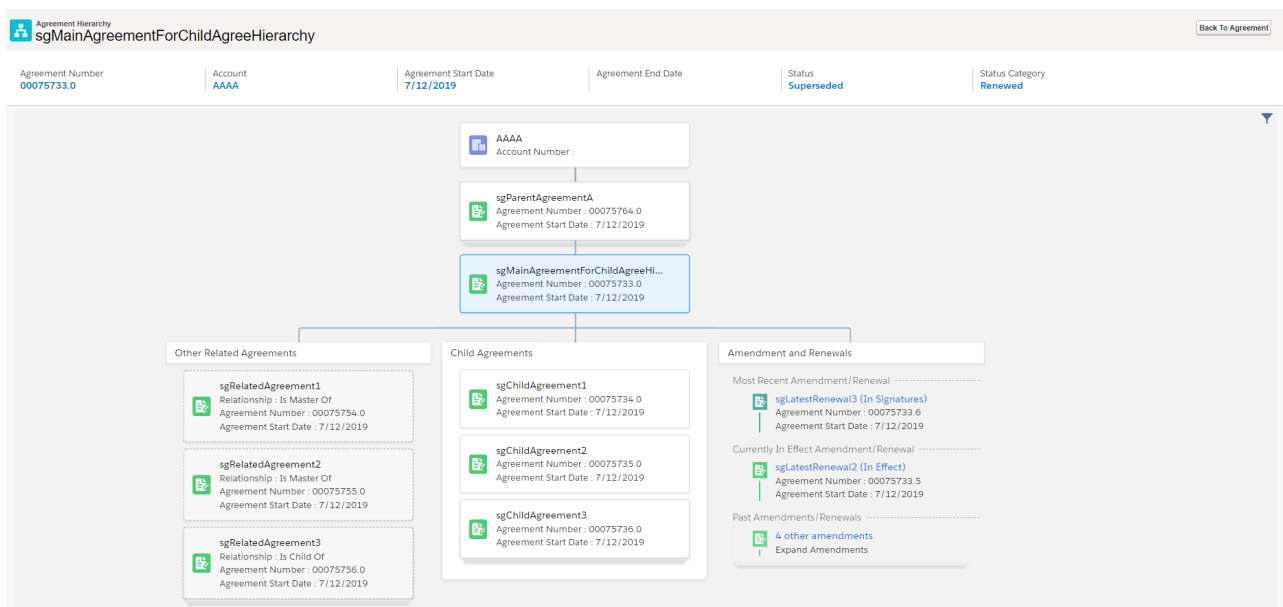 Agreement Hierarchy
sgMainAgreementForChildAgreeHierarchy
Back To Agreement
Agreement Number
00075733.0
Account
AAAA
Agreement Start Date
7/12/2019
Agreement End Date
Status
Superseded
Status Category
Renewed
AAAA
Account Number :
sgParentAgreementA
Agreement Number : 00075764.0
Agreement Start Date : 7/12/2019
sgMainAgreementForChildAgreeHi...
Agreement Number : 00075733.0
Agreement Start Date : 7/12/2019
Other Related Agreements
sgRelatedAgreement1
Relationship : Is Master Of
Agreement Number : 00075754.0
Agreement Start Date : 7/12/2019
sgRelatedAgreement2
Relationship : Is Master Of
Agreement Number : 00075755.0
Agreement Start Date : 7/12/2019
sgRelatedAgreement3
Relationship : Is Child Of
Agreement Number : 00075756.0
Agreement Start Date : 7/12/2019
Child Agreements
sgChildAgreement1
Agreement Number : 00075734.0
Agreement Start Date : 7/12/2019
sgChildAgreement2
Agreement Number : 00075735.0
Agreement Start Date : 7/12/2019
sgChildAgreement3
Agreement Number : 00075736.0
Agreement Start Date : 7/12/2019
Amendment and Renewals
Most Recent Amendment/Renewal
sgLatestRenewal3 (In Signatures)
Agreement Number : 00075733.6
Agreement Start Date : 7/12/2019
Currently In Effect Amendment/Renewal
sgLatestRenewal2 (In Effect)
Agreement Number : 00075733.5
Agreement Start Date : 7/12/2019
Past Amendments/Renewals
4 other amendments
Expand Amendments